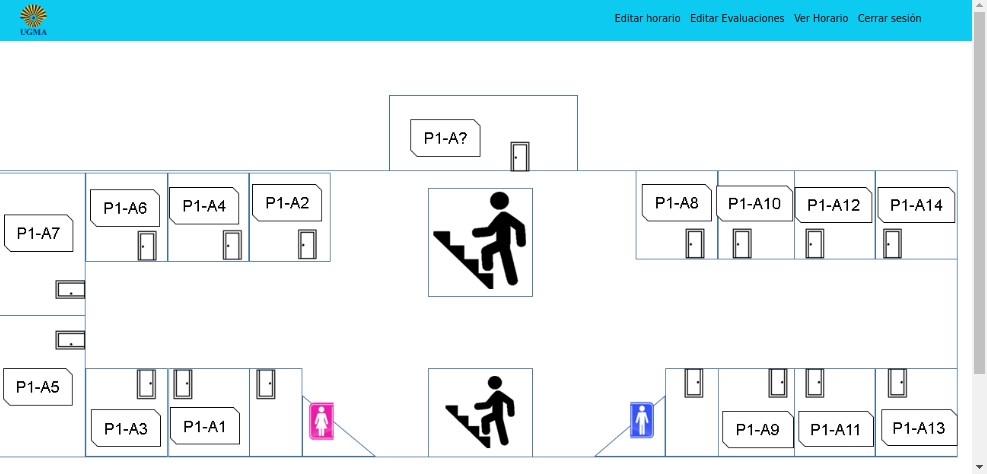 UGMA
Editar horario Editar Evaluaciones Ver Horario Cerrar sesión
P1-A?
P1-A6 P1-A4 P1-A2 P1-A8 P1-A10 P1-A12 P1-A14
P1-A7
P1-A5
P1-A3 P1-A1 P1-A9 P1-A11 P1-A13